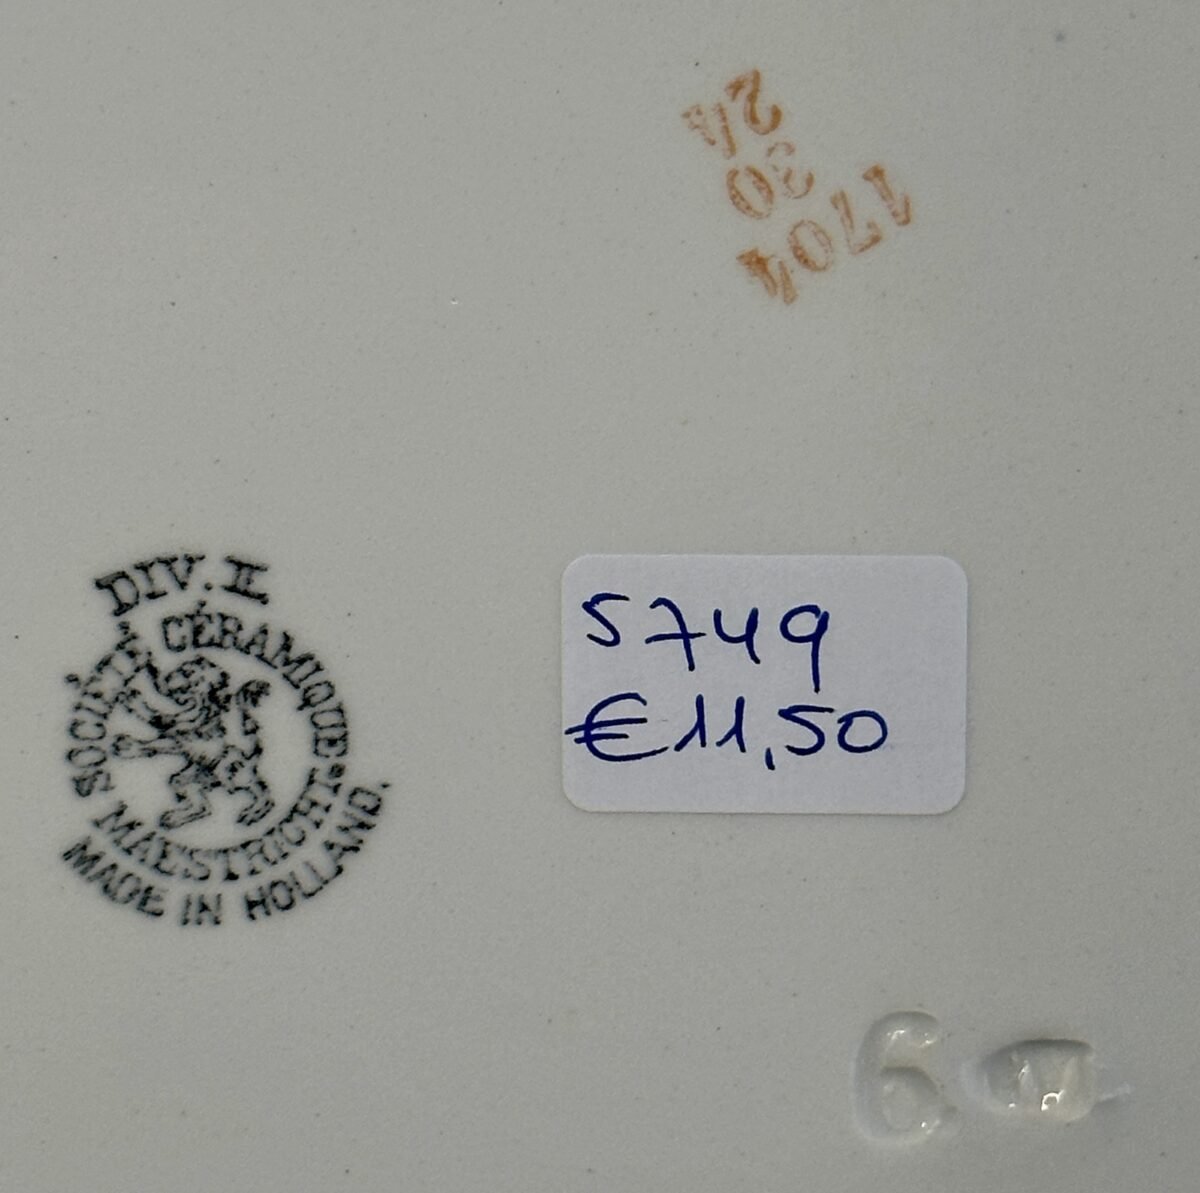 24
30
1704
DIV. II.
SOCIÉTÉ CÉRAMIQUE
MAESTRICHT.
MADE IN HOLLAND.
5749
€11,50
6